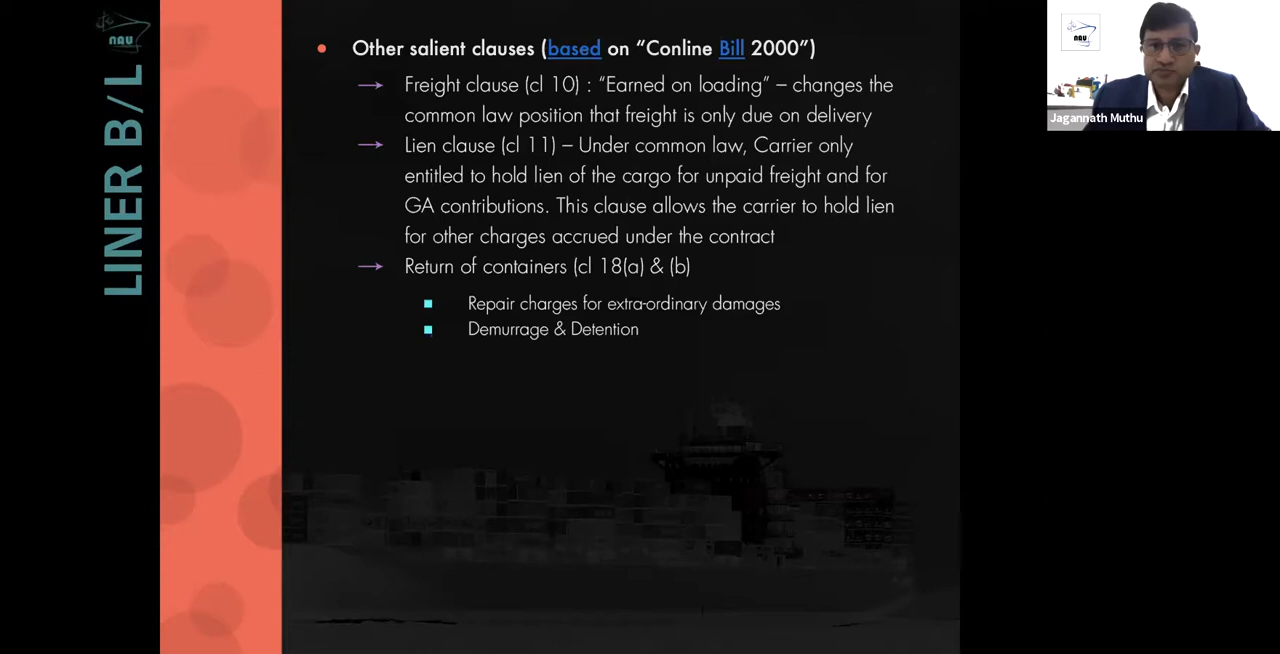 nau
LINER B/L
Other salient clauses (based on “Conline Bill 2000”)
Freight clause (cl 10) : “Earned on loading” – changes the
common law position that freight is only due on delivery
Lien clause (cl 11) – Under common law, Carrier only
entitled to hold lien of the cargo for unpaid freight and for
GA contributions. This clause allows the carrier to hold lien
for other charges accrued under the contract
Return of containers (cl 18(a) & (b)
Repair charges for extra-ordinary damages
Demurrage & Detention
nau
Jagannath Muthu